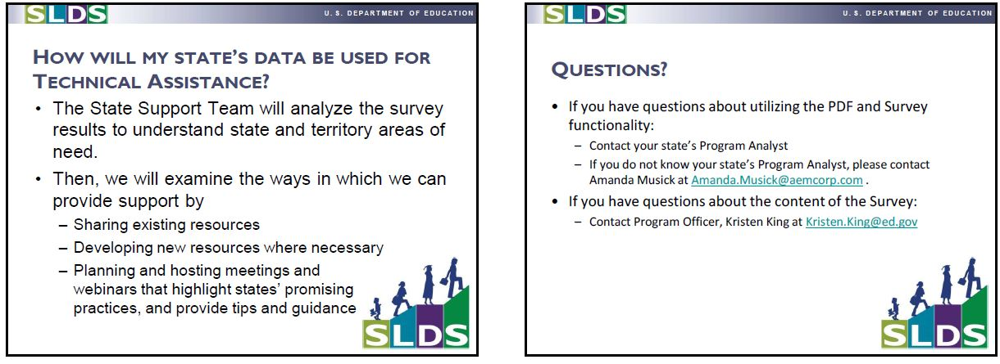 SLDS
U. S. DEPARTMENT OF EDUCATION
HOW WILL MY STATE'S DATA BE USED FOR
TECHNICAL ASSISTANCE?
• The State Support Team will analyze the survey
results to understand state and territory areas of
need.
• Then, we will examine the ways in which we can
provide support by
– Sharing existing resources
– Developing new resources where necessary
– Planning and hosting meetings and
webinars that highlight states' promising
practices, and provide tips and guidance
SLDS
SLDS
U. S. DEPARTMENT OF EDUCATION
QUESTIONS?
• If you have questions about utilizing the PDF and Survey
functionality:
– Contact your state's Program Analyst
– If you do not know your state's Program Analyst, please contact
Amanda Musick at Amanda.Musick@aemcorp.com .
• If you have questions about the content of the Survey:
– Contact Program Officer, Kristen King at Kristen.King@ed.gov
SLDS